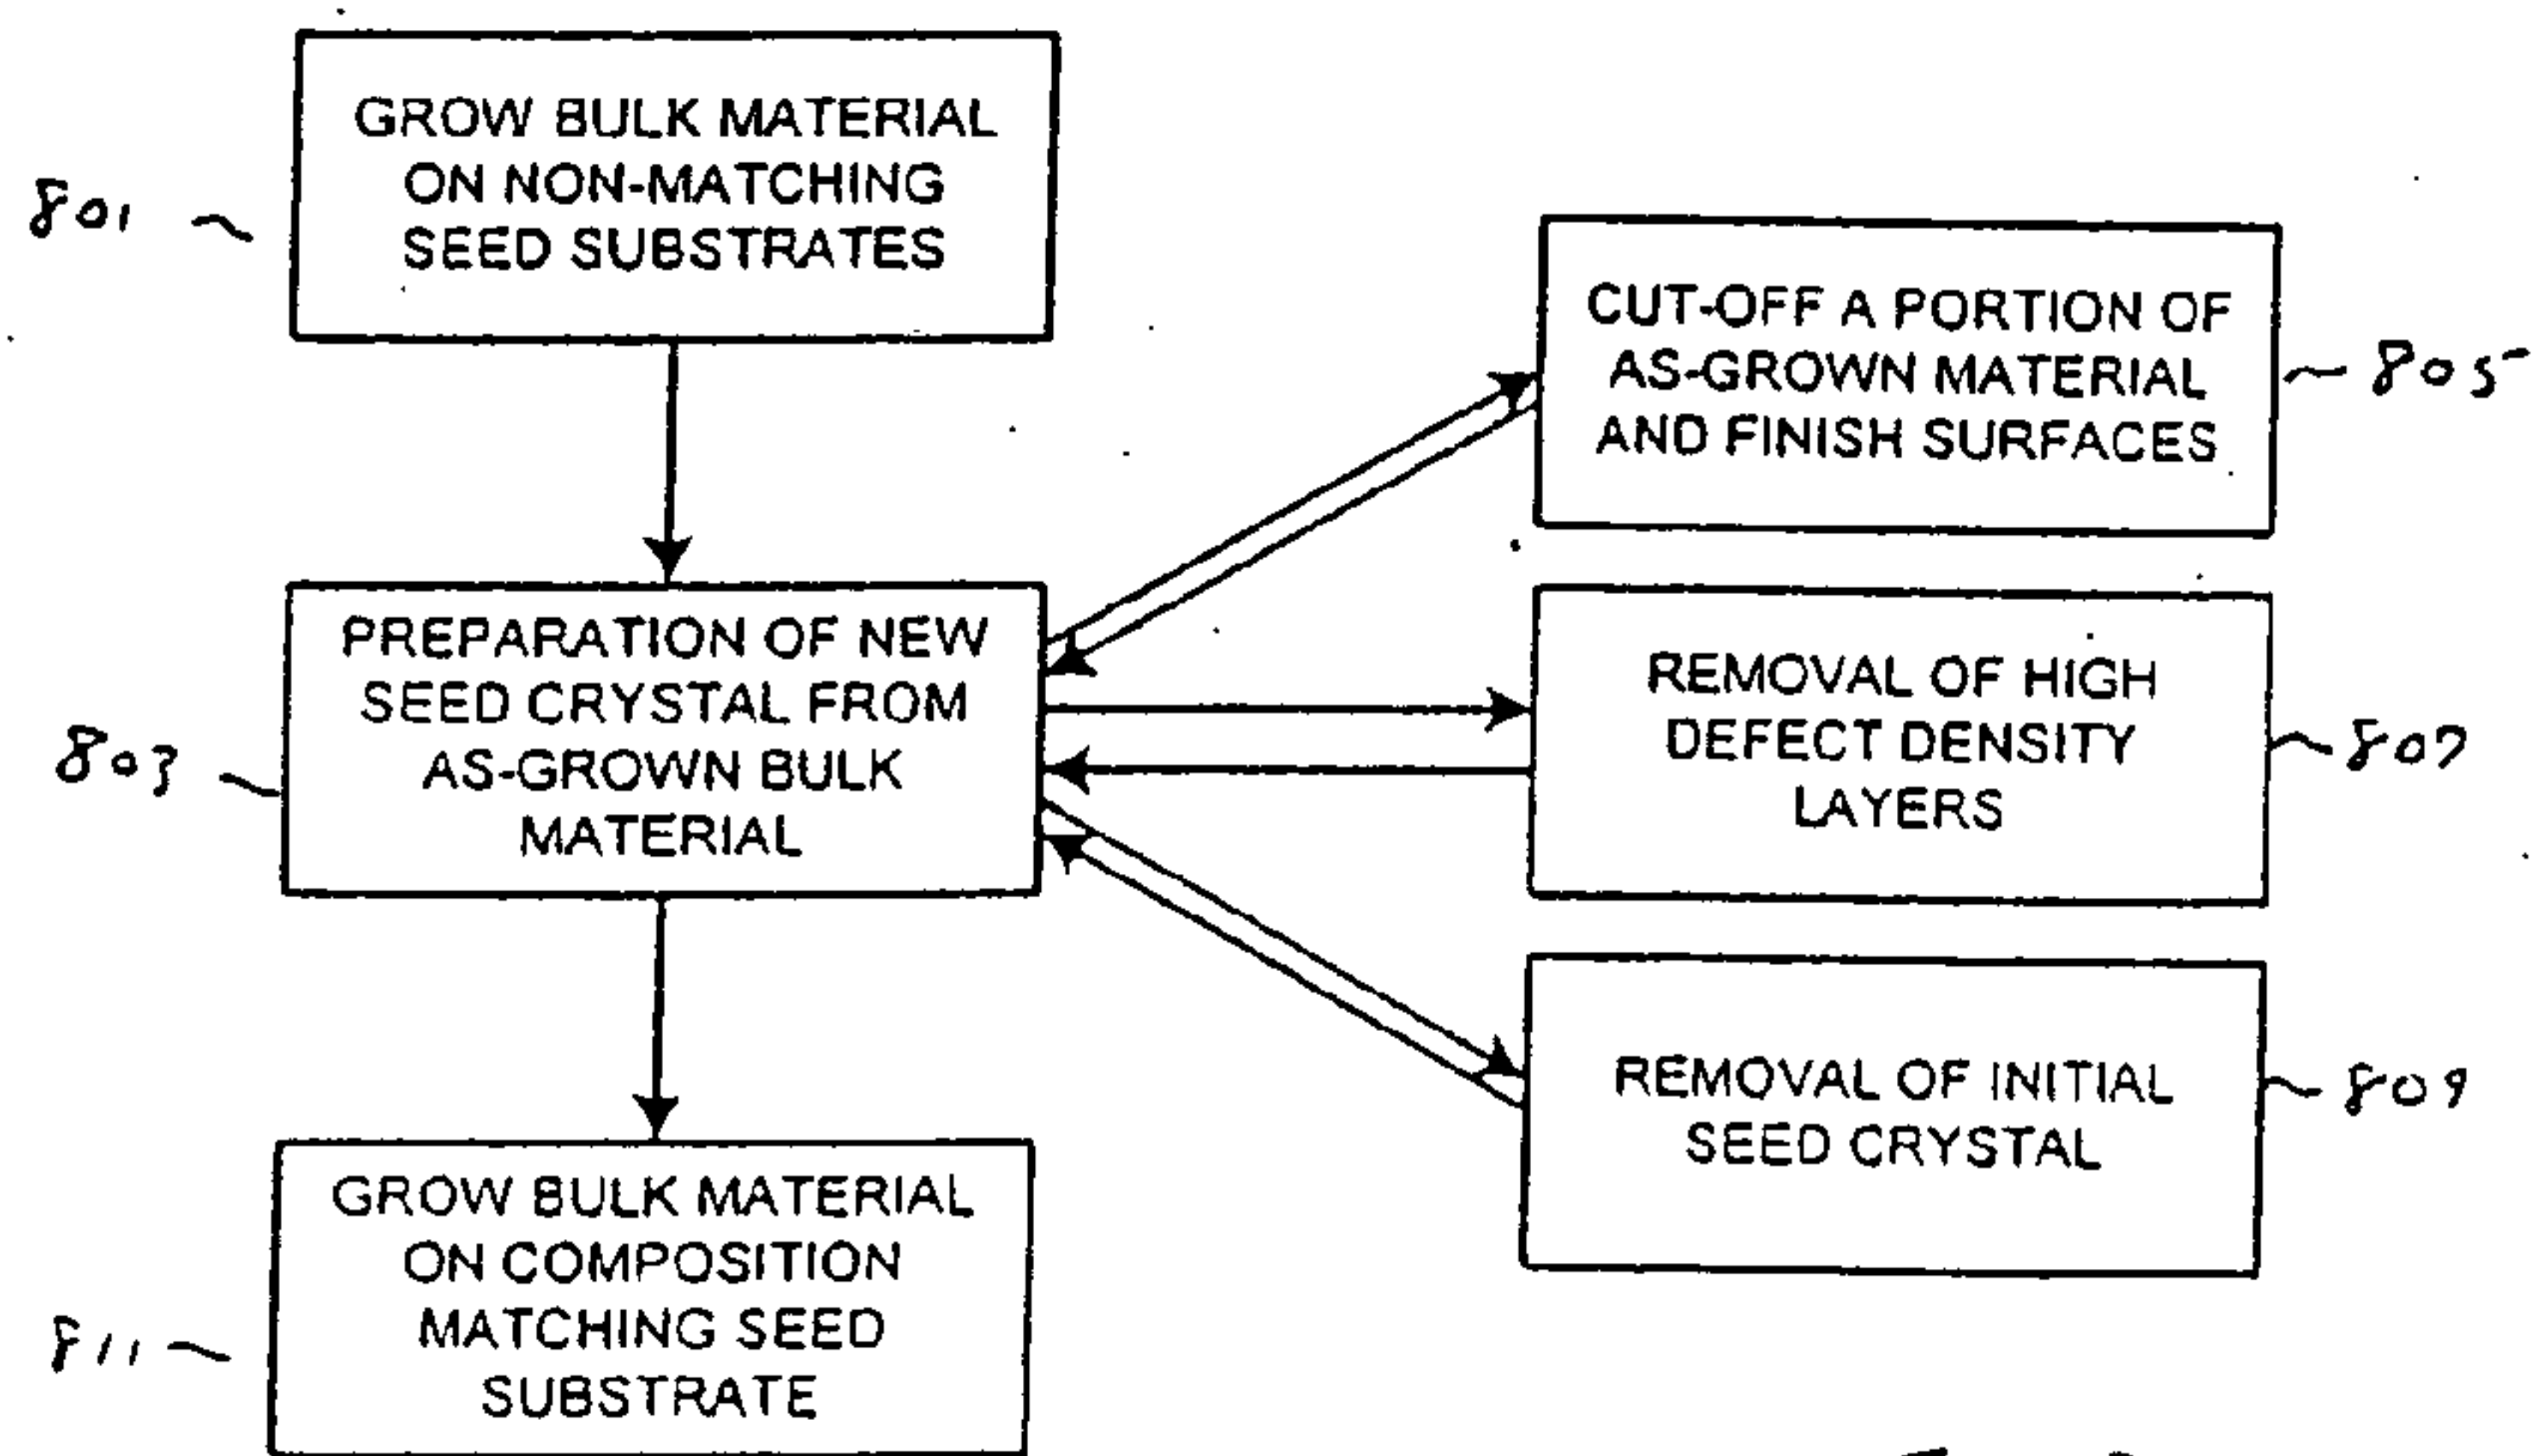 GROW BULK MATERIAL
ON NON-MATCHING
SEED SUBSTRATES
801
CUT-OFF A PORTION OF
AS-GROWN MATERIAL
AND FINISH SURFACES
805
PREPARATION OF NEW
SEED CRYSTAL FROM
AS-GROWN BULK
MATERIAL
803
REMOVAL OF HIGH
DEFECT DENSITY
LAYERS
807
REMOVAL OF INITIAL
SEED CRYSTAL
809
GROW BULK MATERIAL
ON COMPOSITION
MATCHING SEED
SUBSTRATE
811